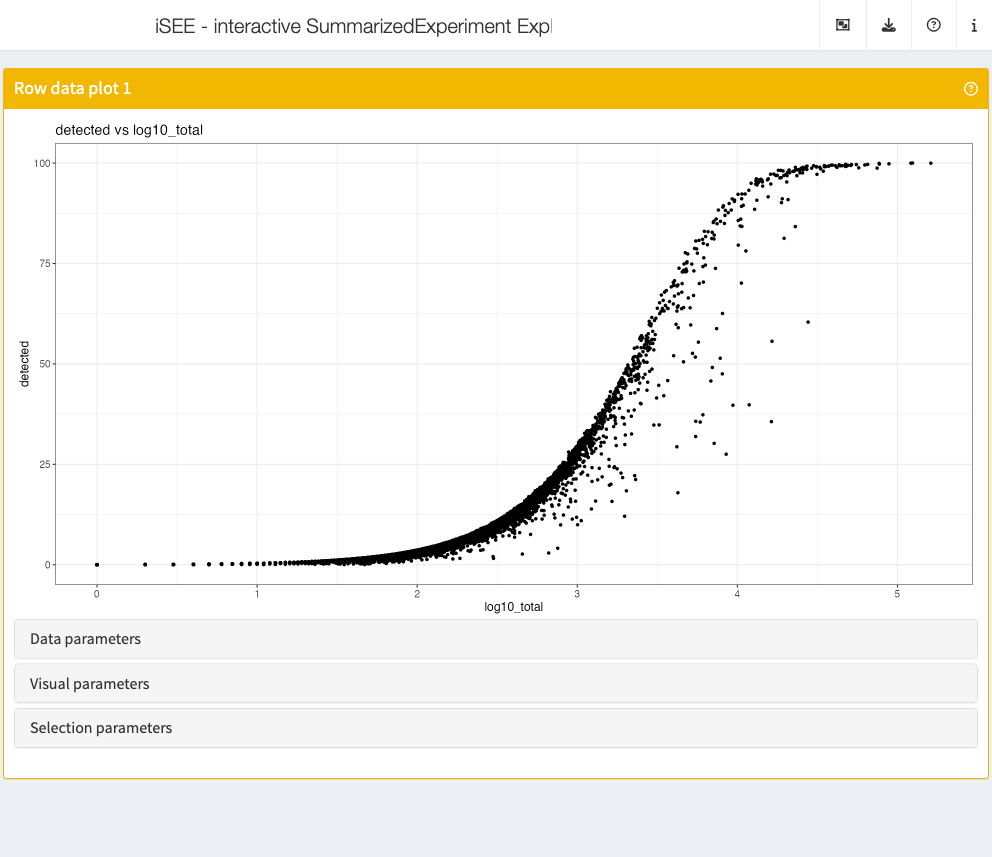 iSEE - interactive SummarizedExperiment Expl
Row data plot 1
detected vs log10_total
100
75
50
25
0
detected
0 1 2 3 4 5
log10_total
Data parameters
Visual parameters
Selection parameters